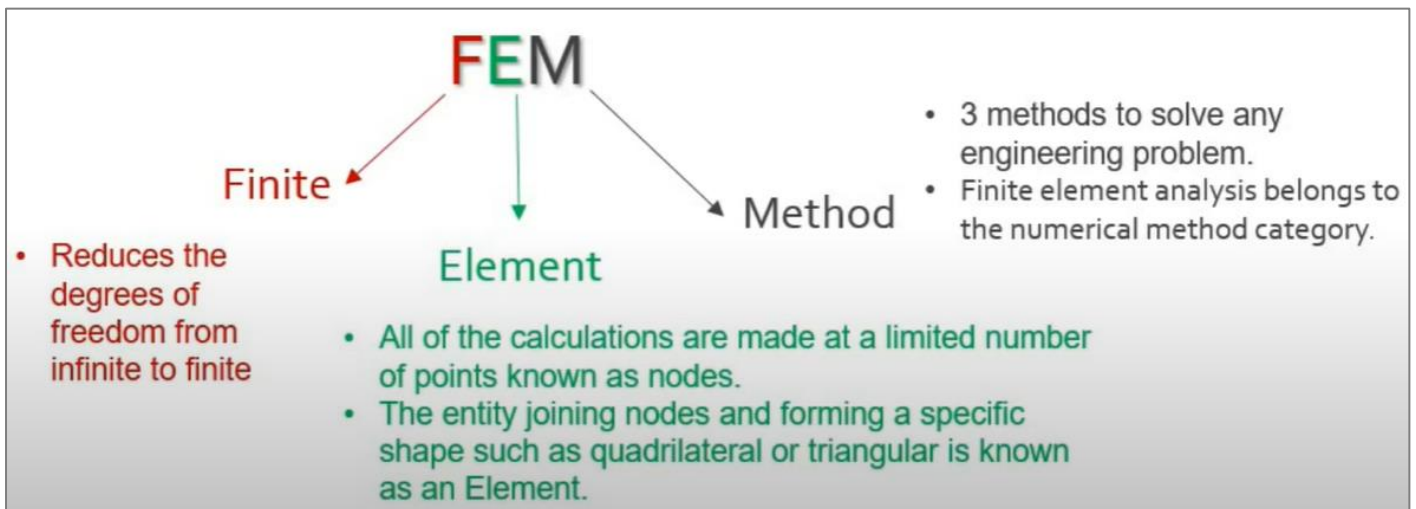 FEM
Finite
• Reduces the
degrees of
freedom from
infinite to finite
Element
• All of the calculations are made at a limited number
of points known as nodes.
• The entity joining nodes and forming a specific
shape such as quadrilateral or triangular is known
as an Element.
Method
• 3 methods to solve any
engineering problem.
• Finite element analysis belongs to
the numerical method category.